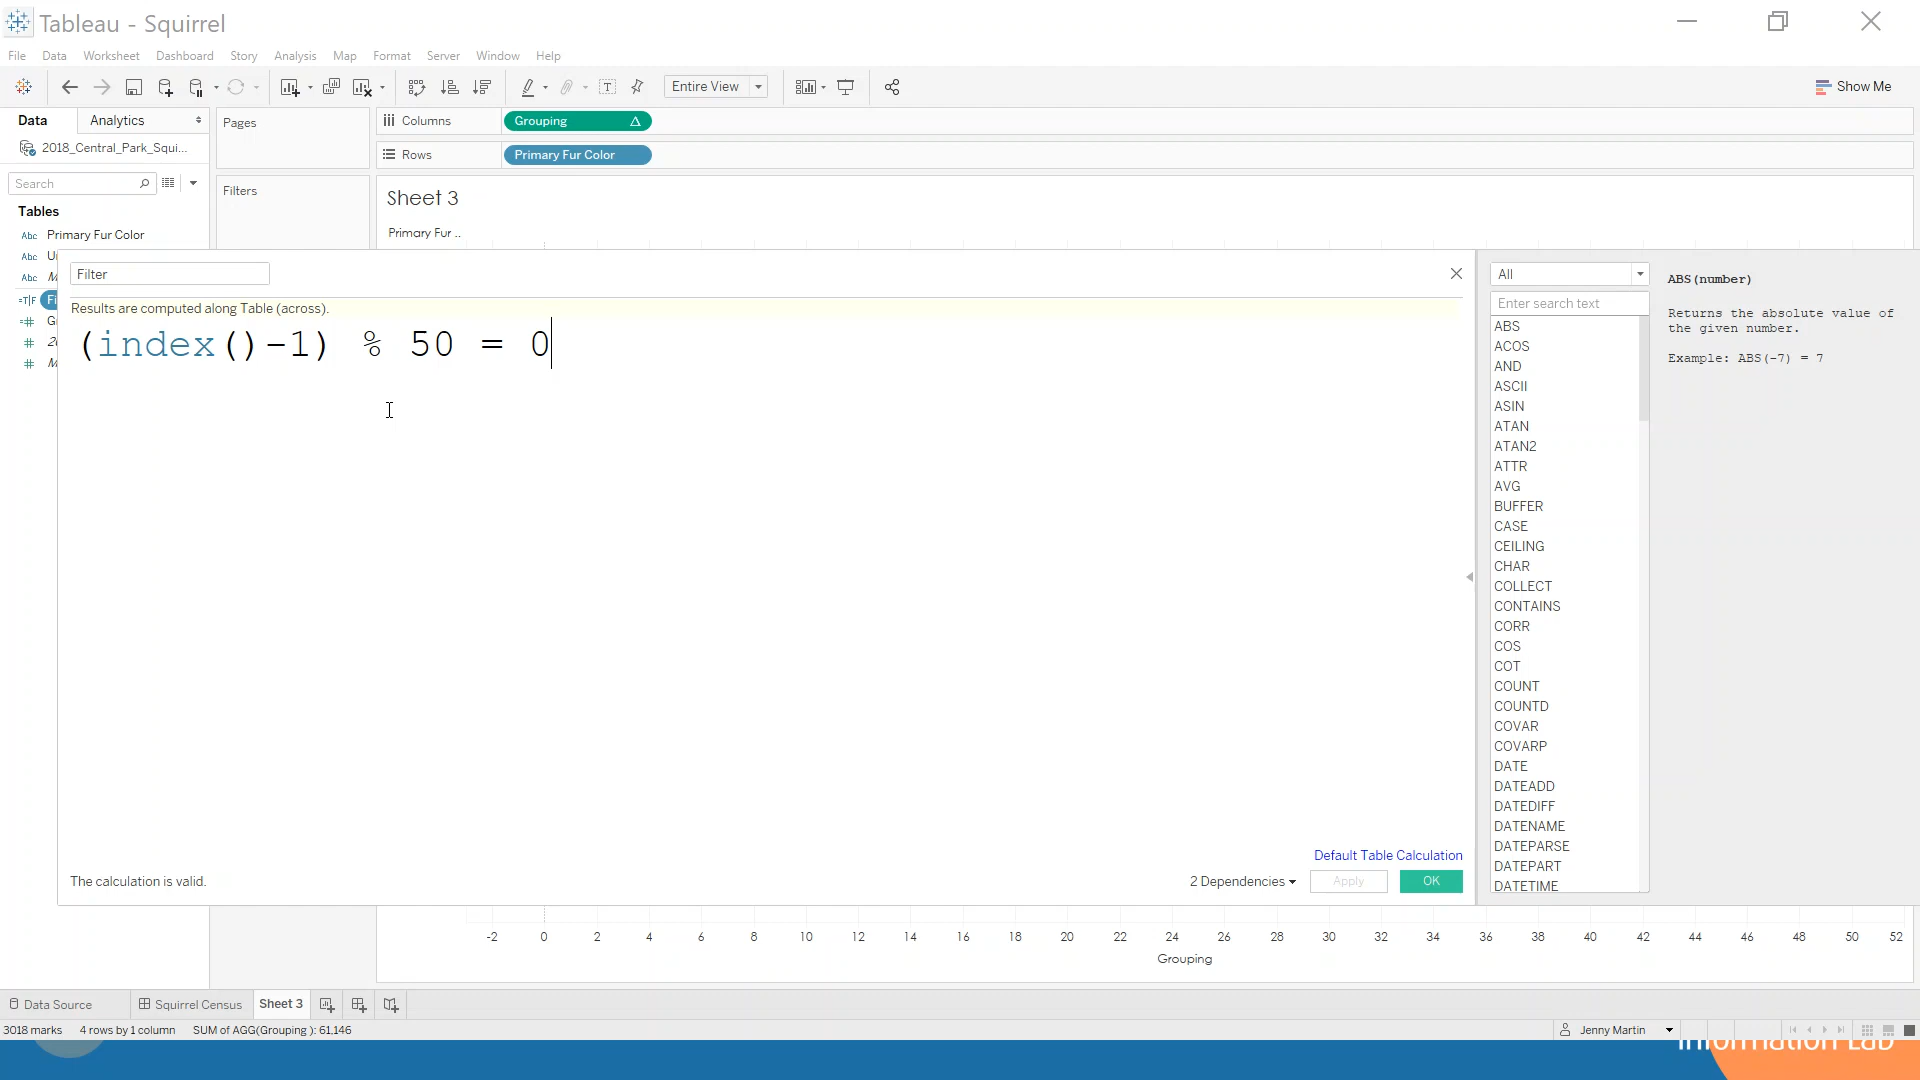 Tableau - Squirrel
File Data Worksheet Dashboard Story Analysis Map Format Server Window Help
Entire View
Show Me
Data Analytics
Pages
Columns Grouping
2018_Central_Park_Squi...
Rows Primary Fur Color
Search
Filters
Sheet 3
Tables
Abc Primary Fur Color
Primary Fur ..
Abc
Abc
=T|F Fi
=#
#
#
Filter
Results are computed along Table (across).
(index()-1) % 50 = 0
Default Table Calculation
The calculation is valid.
2 Dependencies
Apply
OK
All
Enter search text
ABS
ACOS
AND
ASCII
ASIN
ATAN
ATAN2
ATTR
AVG
BUFFER
CASE
CEILING
CHAR
COLLECT
CONTAINS
CORR
COS
COT
COUNT
COUNTD
COVAR
COVARP
DATE
DATEADD
DATEDIFF
DATENAME
DATEPARSE
DATEPART
DATETIME
ABS(number)
Returns the absolute value of
the given number.
Example: ABS(-7) = 7
-2 0 2 4 6 8 10 12 14 16 18 20 22 24 26 28 30 32 34 36 38 40 42 44 46 48 50 52
Grouping
Data Source Squirrel Census Sheet 3
3018 marks 4 rows by 1 column SUM of AGG(Grouping ): 61,146
Jenny Martin
Information Lab